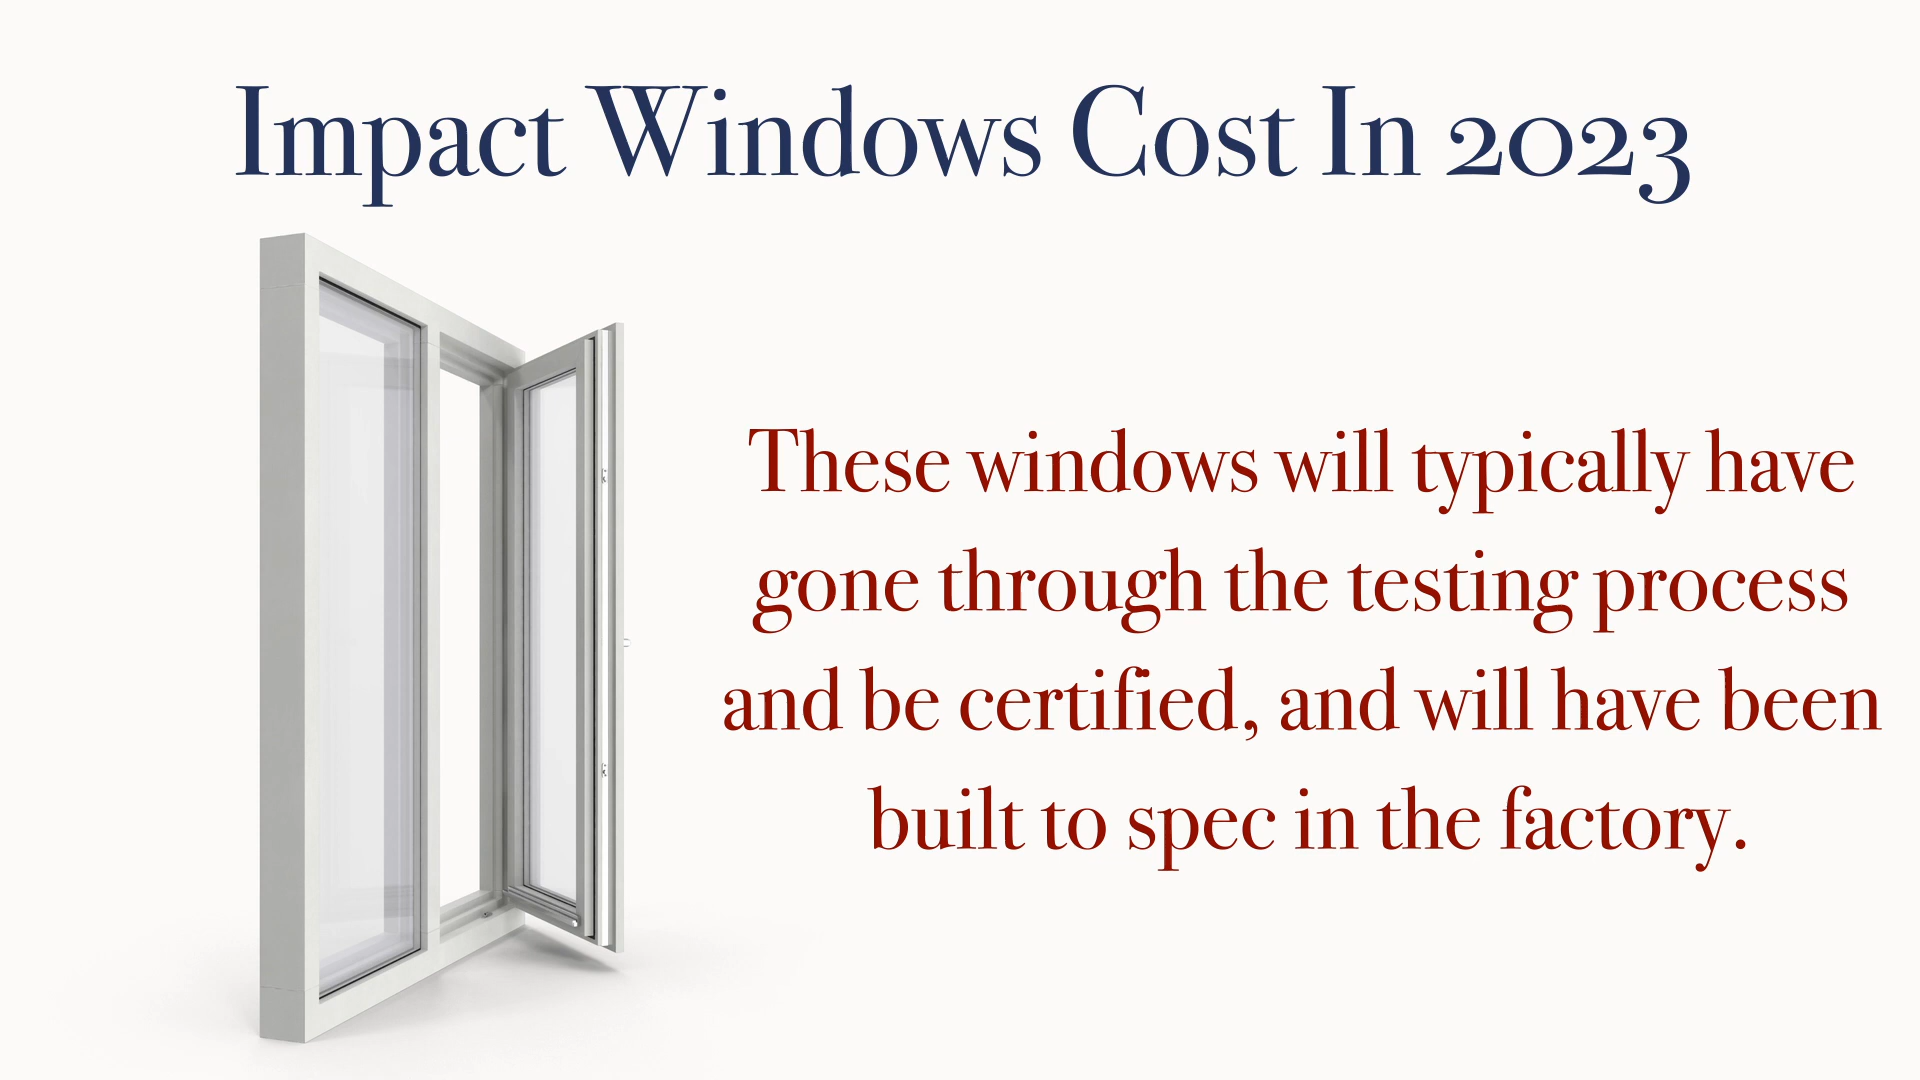 Impact Windows Cost In 2023
These windows will typically have
gone through the testing process
and be certified, and will have been
built to spec in the factory.